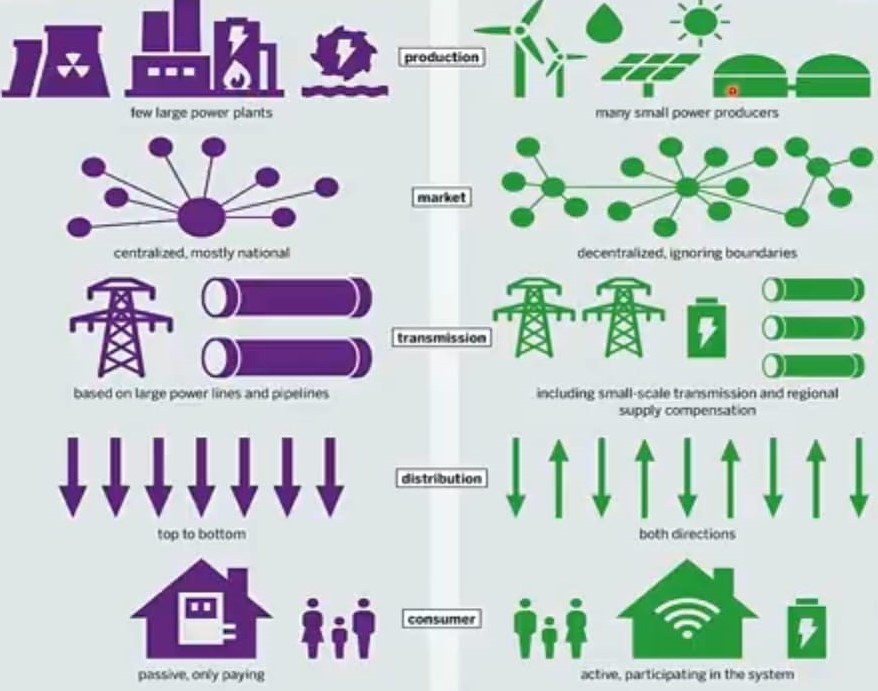 production
few large power plants
many small power producers
market
centralized, mostly national
decentralized, ignoring boundaries
transmission
based on large power lines and pipelines
including small-scale transmission and regional
supply compensation
distribution
top to bottom
both directions
consumer
passive, only paying
active, participating in the system